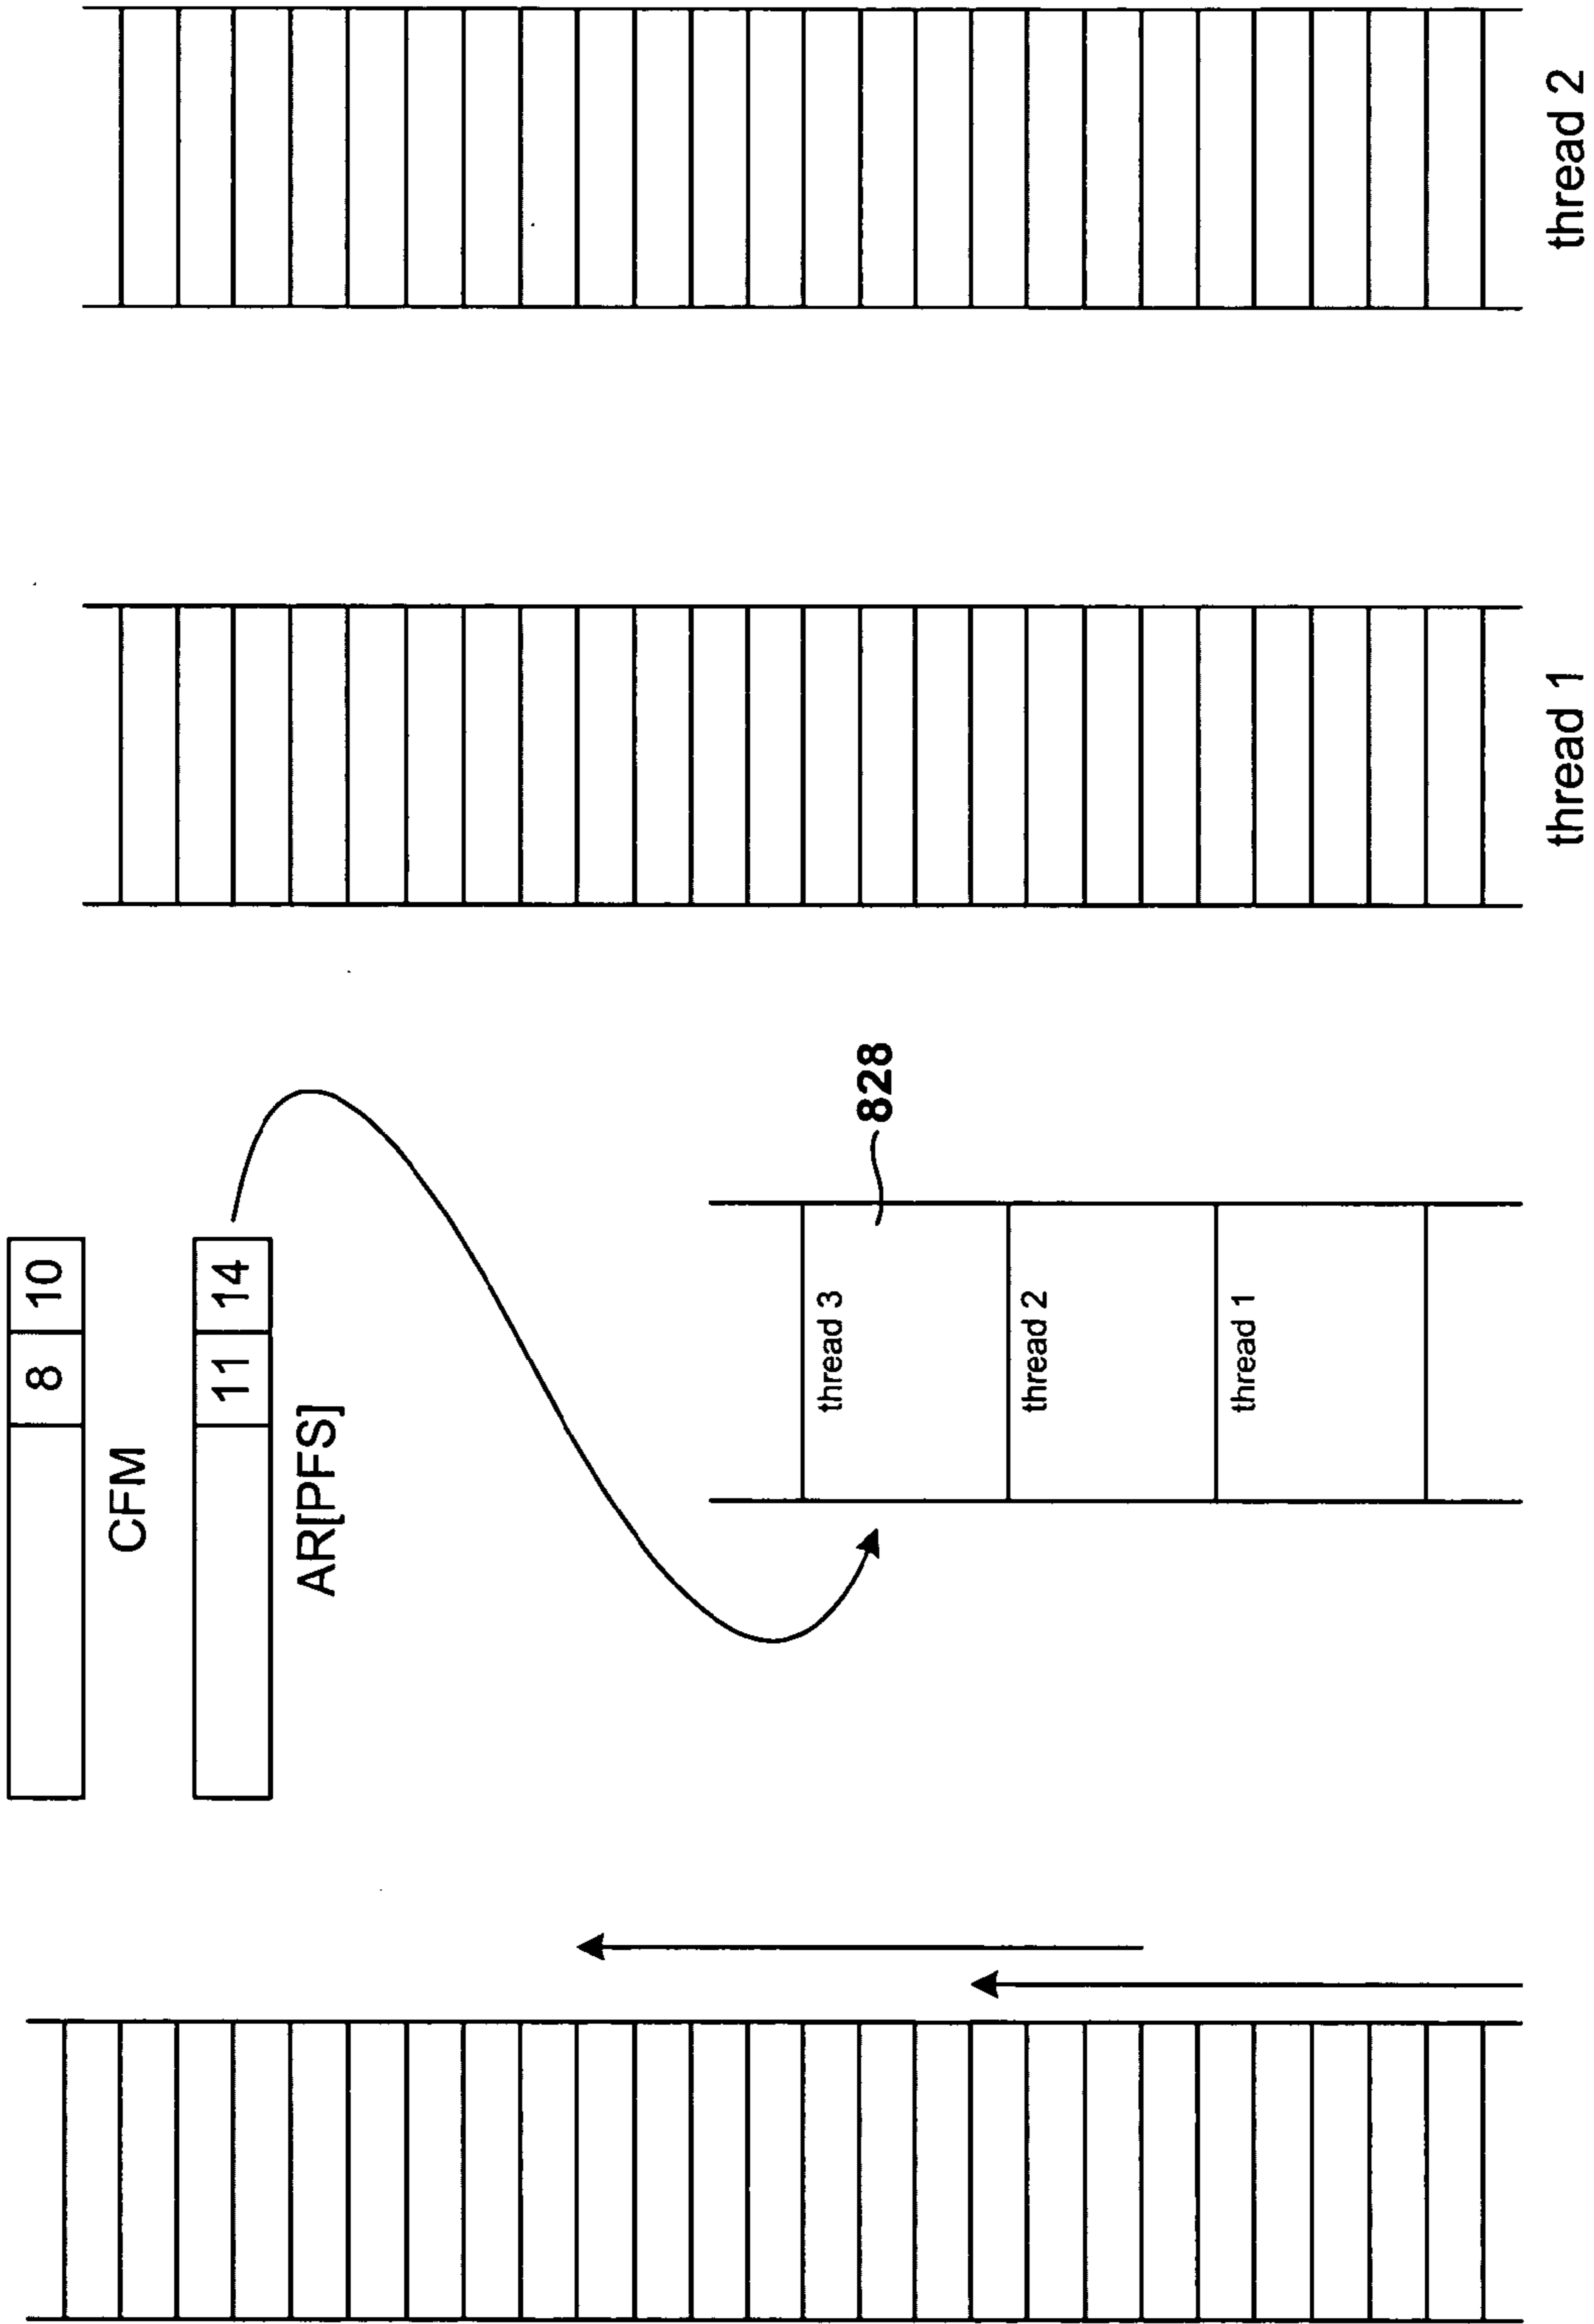 8 10
CFM
11 14
AR[PFS]
828
thread 3
thread 2
thread 1
thread 1
thread 2